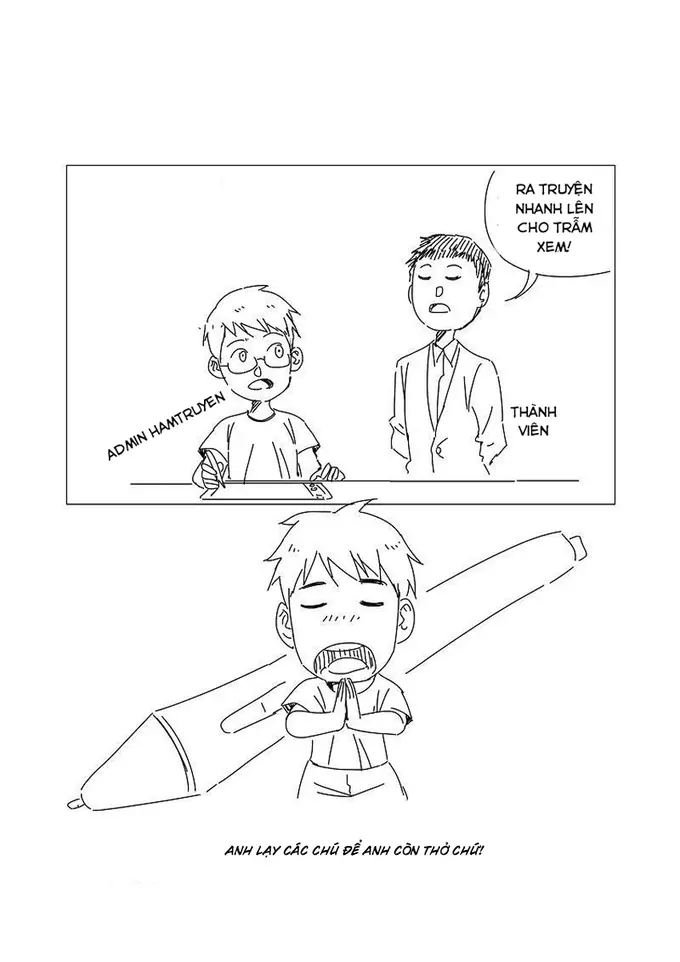 RA TRUYỆN
NHANH LÊN
CHO TRẪM
XEM!
ADMIN HAMTRUYEN
THÀNH
VIÊN
ANH LẠY CÁC CHÚ ĐỂ ANH CÒN THỞ CHỨ!